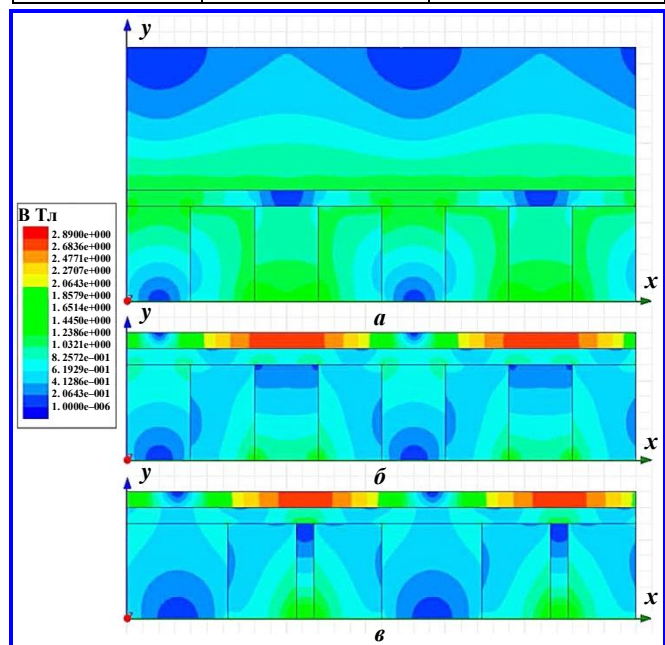 y
x
а
В Тл
2.8900e+000
2.6836e+000
2.4771e+000
2.2707e+000
2.0643e+000
1.8579e+000
1.6514e+000
1.4450e+000
1.2386e+000
1.0321e+000
8.2572e–001
6.1929e–001
4.1286e–001
2.0643e–001
1.0000e–006
y
x
б
y
x
в